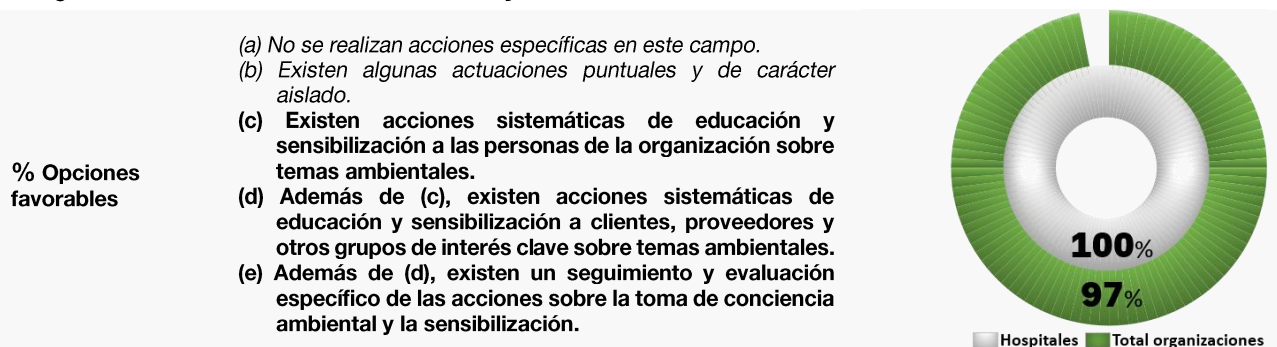 (a) No se realizan acciones específicas en este campo.
(b) Existen algunas actuaciones puntuales y de carácter
aislado.
(c) Existen acciones sistemáticas de educación y
sensibilización a las personas de la organización sobre
temas ambientales.
% Opciones
favorables
(d) Además de (c), existen acciones sistemáticas de
educación y sensibilización a clientes, proveedores y
otros grupos de interés clave sobre temas ambientales.
(e) Además de (d), existen un seguimiento y evaluación
específico de las acciones sobre la toma de conciencia
ambiental y la sensibilización.
100%
97%
Hospitales Total organizaciones